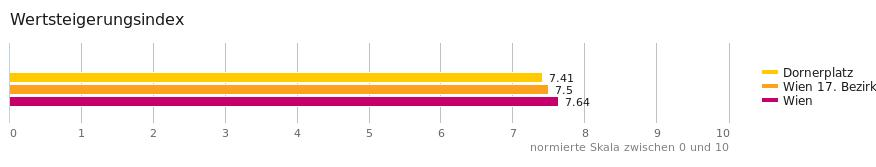 Wertsteigerungsindex
7.41
7.5
7.64
Dornerplatz
Wien 17. Bezirk
Wien
0 1 2 3 4 5 6 7 8 9 10
normierte Skala zwischen 0 und 10